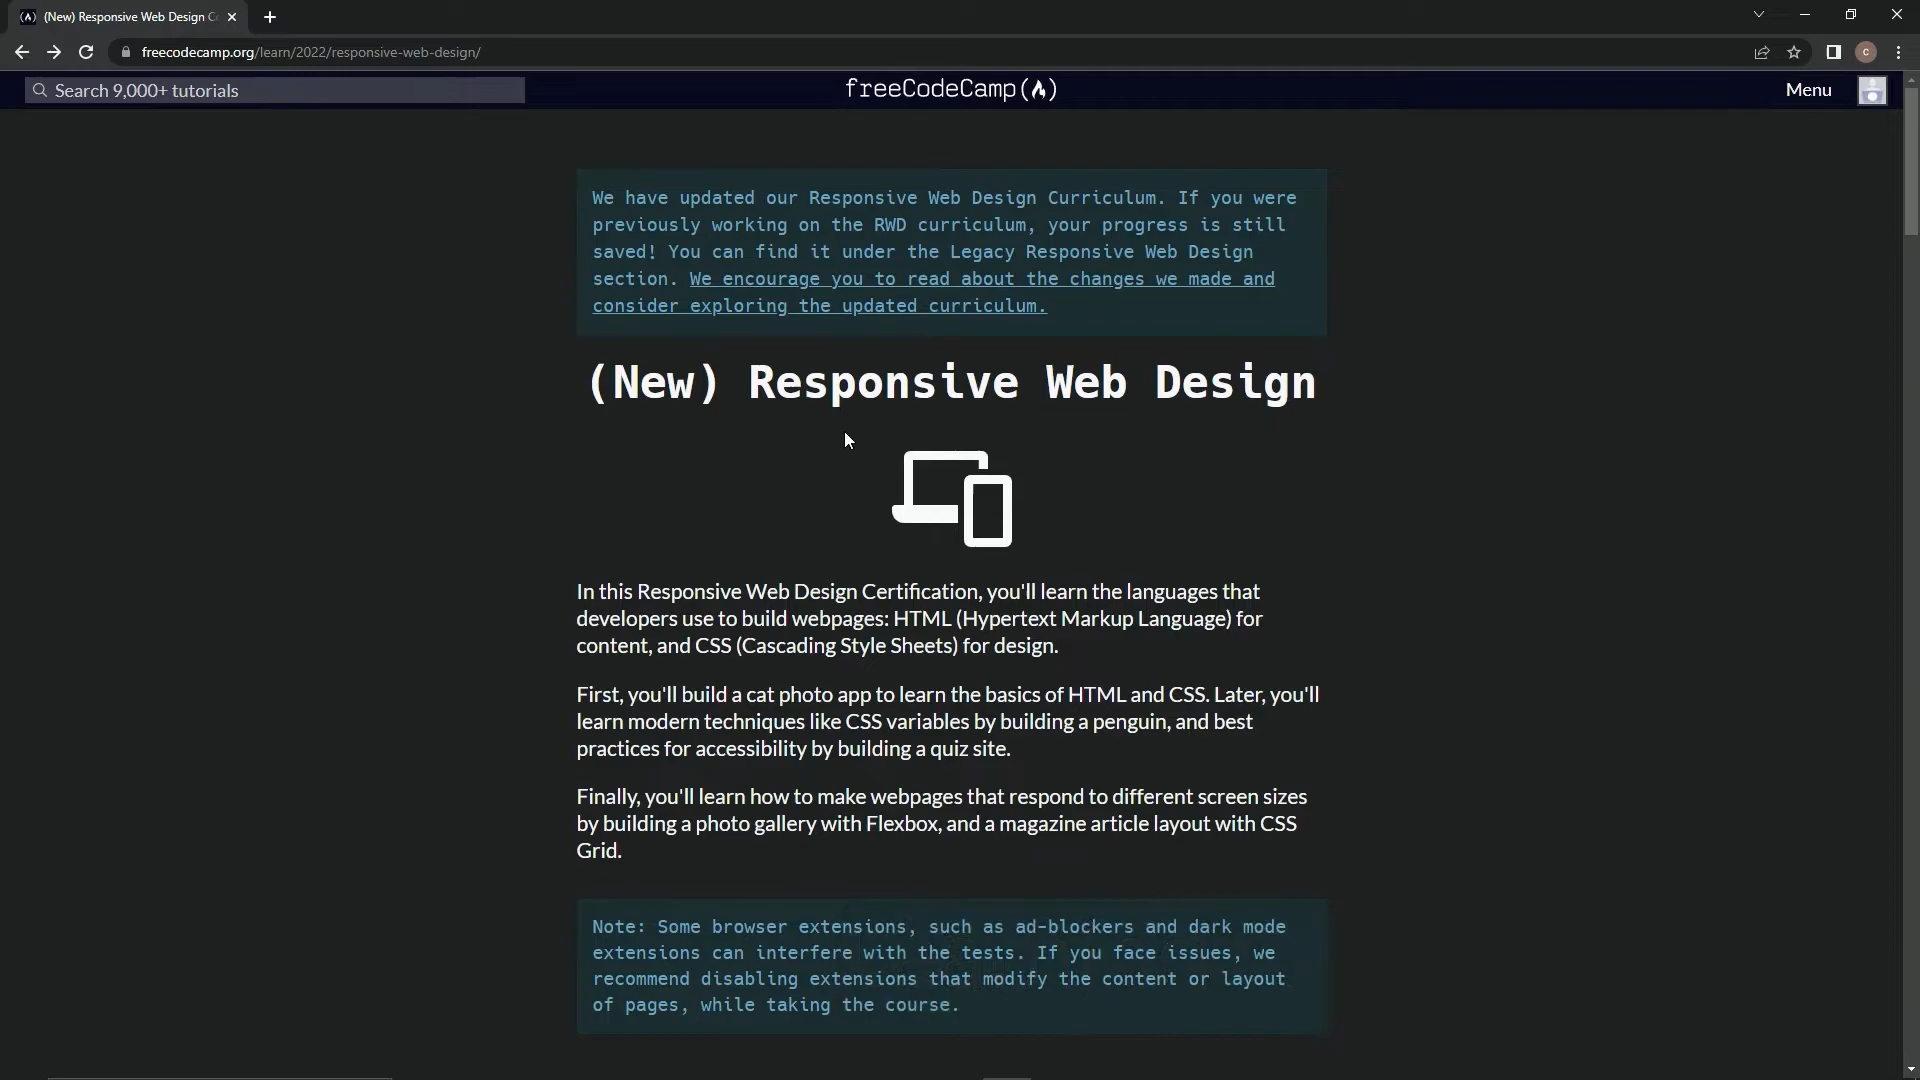 (New) Responsive Web Design C
freecodecamp.org/learn/2022/responsive-web-design/
C
Search 9,000+ tutorials
freeCodeCamp(🔥)
Menu
We have updated our Responsive Web Design Curriculum. If you were
previously working on the RWD curriculum, your progress is still
saved! You can find it under the Legacy Responsive Web Design
section. We encourage you to read about the changes we made and
consider exploring the updated curriculum.
(New) Responsive Web Design
In this Responsive Web Design Certification, you'll learn the languages that
developers use to build webpages: HTML (Hypertext Markup Language) for
content, and CSS (Cascading Style Sheets) for design.
First, you'll build a cat photo app to learn the basics of HTML and CSS. Later, you'll
learn modern techniques like CSS variables by building a penguin, and best
practices for accessibility by building a quiz site.
Finally, you'll learn how to make webpages that respond to different screen sizes
by building a photo gallery with Flexbox, and a magazine article layout with CSS
Grid.
Note: Some browser extensions, such as ad-blockers and dark mode
extensions can interfere with the tests. If you face issues, we
recommend disabling extensions that modify the content or layout
of pages, while taking the course.